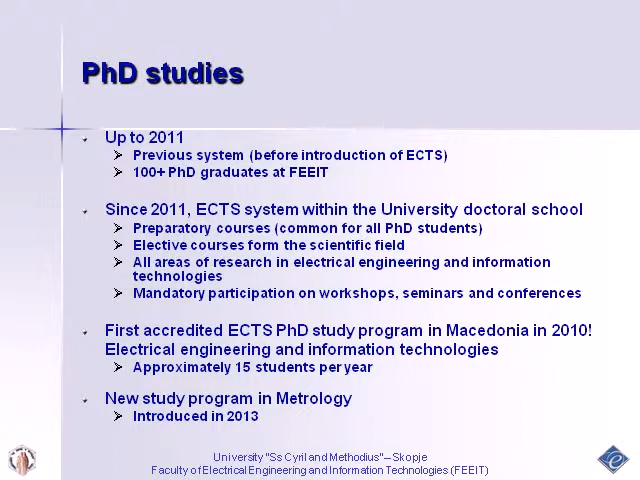 PhD studies
Up to 2011
Previous system (before introduction of ECTS)
100+ PhD graduates at FEEIT
Since 2011, ECTS system within the University doctoral school
Preparatory courses (common for all PhD students)
Elective courses form the scientific field
All areas of research in electrical engineering and information
technologies
Mandatory participation on workshops, seminars and conferences
First accredited ECTS PhD study program in Macedonia in 2010!
Electrical engineering and information technologies
Approximately 15 students per year
New study program in Metrology
Introduced in 2013
University "Ss Cyril and Methodius" – Skopje
Faculty of Electrical Engineering and Information Technologies (FEEIT)